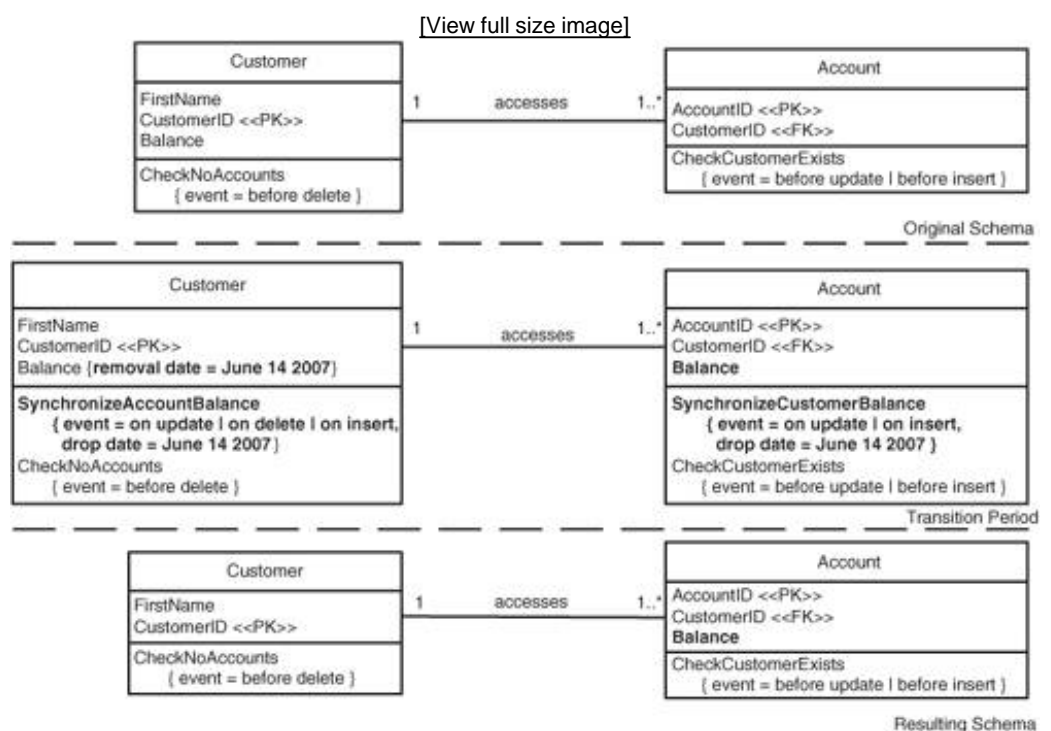 [View full size image]
Customer
FirstName
CustomerID <<PK>>
Balance
CheckNoAccounts
{ event = before delete }
1 accesses 1..*
Account
AccountID <<PK>>
CustomerID <<FK>>
CheckCustomerExists
{ event = before update | before insert }
Original Schema
Customer
FirstName
CustomerID <<PK>>
Balance {removal date = June 14 2007}
SynchronizeAccountBalance
{ event = on update | on delete | on insert,
drop date = June 14 2007}
CheckNoAccounts
{ event = before delete }
1 accesses 1..*
Account
AccountID <<PK>>
CustomerID <<FK>>
Balance
SynchronizeCustomerBalance
{ event = on update | on insert,
drop date = June 14 2007 }
CheckCustomerExists
{ event = before update | before insert }
Transition Period
Customer
FirstName
CustomerID <<PK>>
CheckNoAccounts
{ event = before delete }
1 accesses 1..*
Account
AccountID <<PK>>
CustomerID <<FK>>
Balance
CheckCustomerExists
{ event = before update | before insert }
Resulting Schema